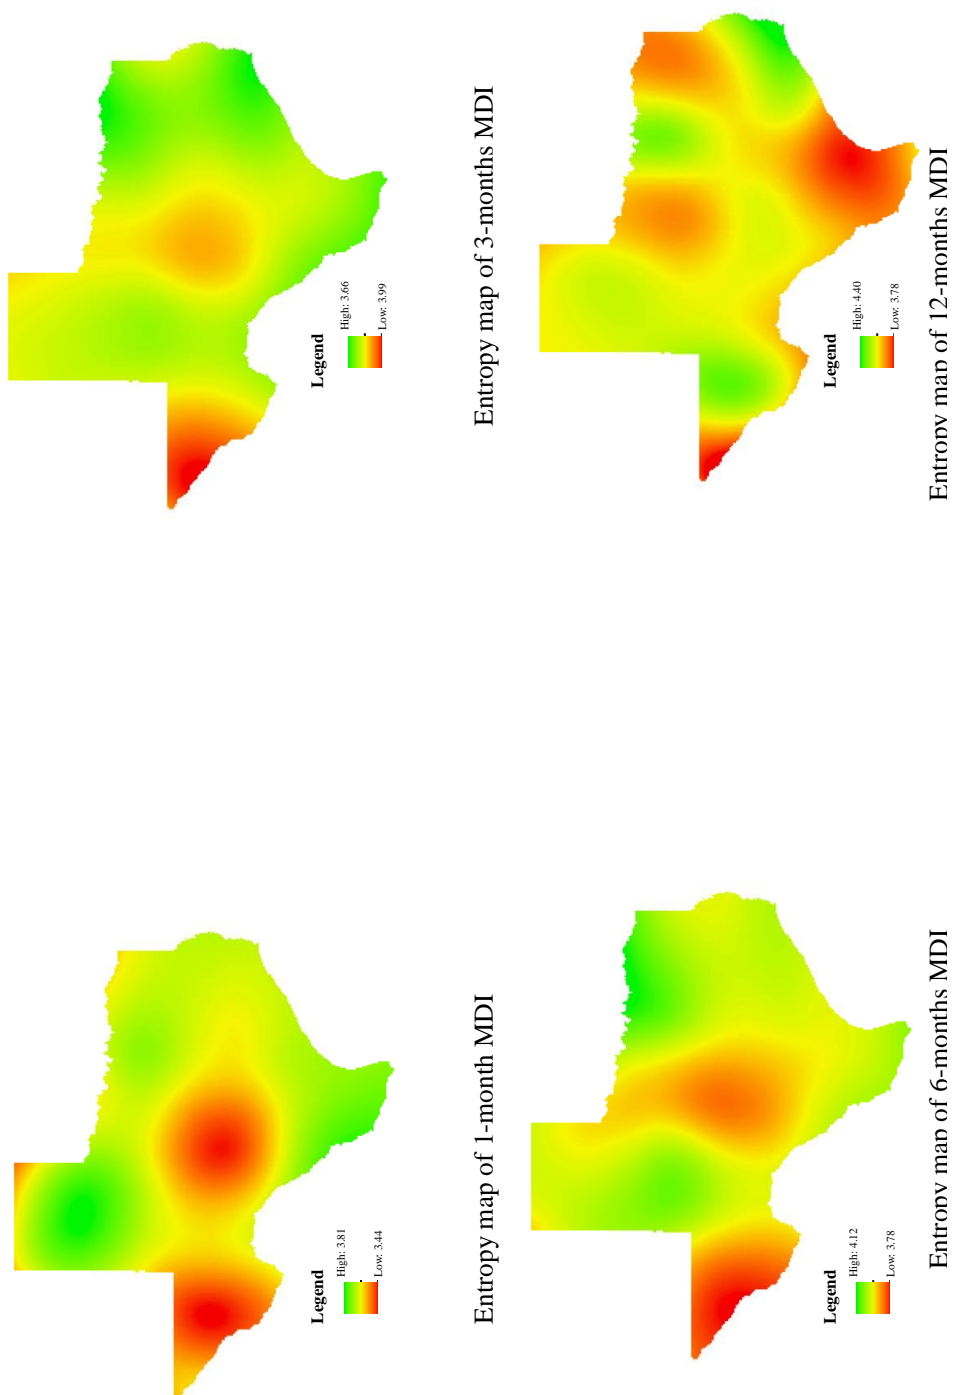 Legend
High: 3.81
Low: 3.44
Entropy map of 1-month MDI
Legend
High: 3.66
Low: 3.99
Entropy map of 3-months MDI
Legend
High: 4.12
Low: 3.78
Entropy map of 6-months MDI
Legend
High: 4.40
Low: 3.78
Entropy map of 12-months MDI